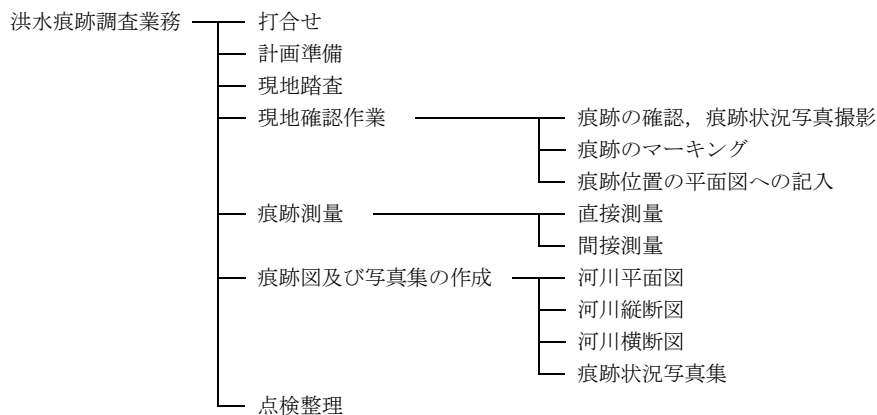 洪水痕跡調査業務 打合せ
計画準備
現地踏査
現地確認作業 痕跡の確認，痕跡状況写真撮影
痕跡のマーキング
痕跡位置の平面図への記入
痕跡測量 直接測量
間接測量
痕跡図及び写真集の作成 河川平面図
河川縦断図
河川横断図
痕跡状況写真集
点検整理